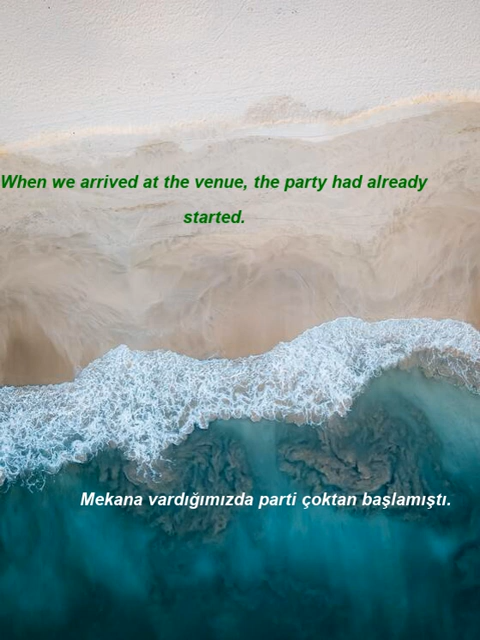 When we arrived at the venue, the party had already
started.
Mekana vardığımızda parti çoktan başlamıştı.